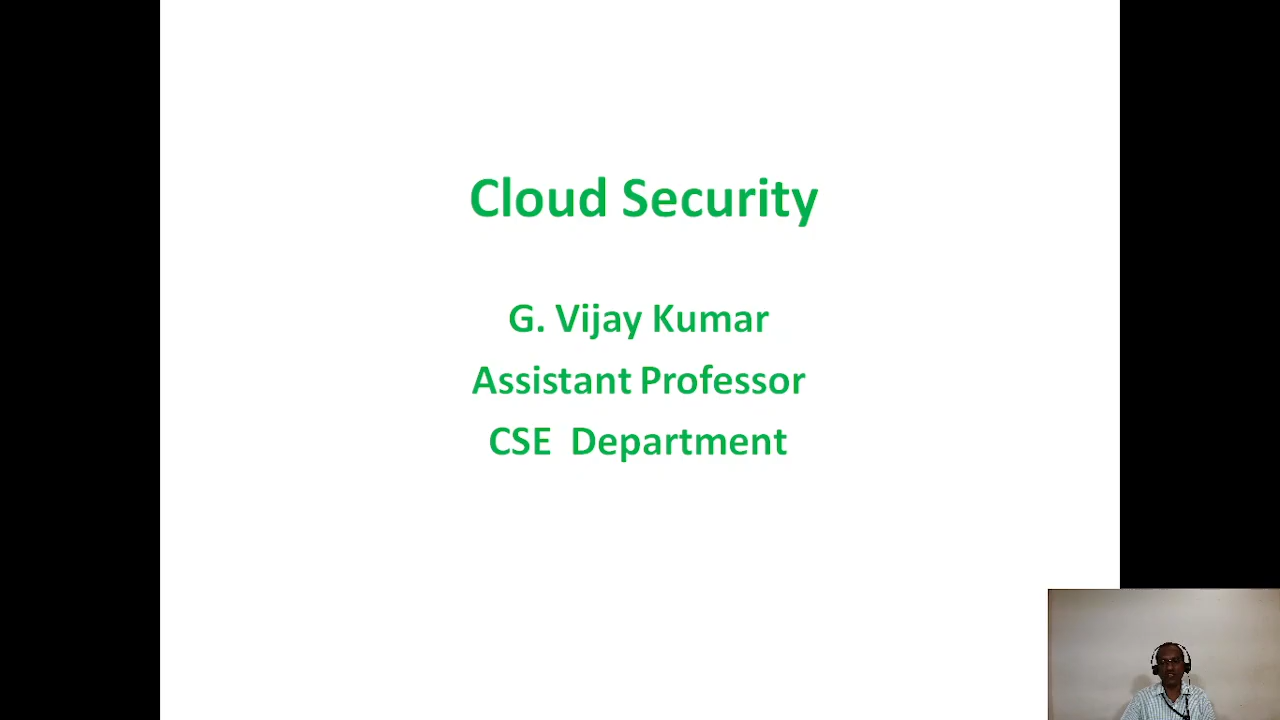 Cloud Security
G. Vijay Kumar
Assistant Professor
CSE Department